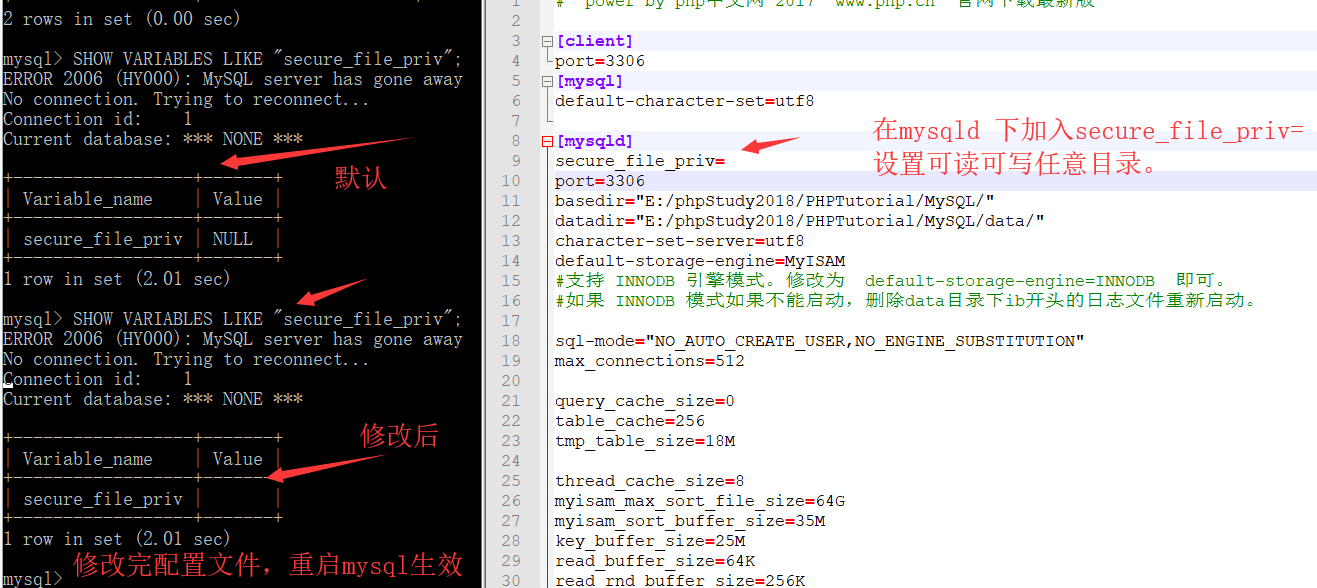 2 rows in set (0.00 sec)
mysql> SHOW VARIABLES LIKE "secure_file_priv";
ERROR 2006 (HY000): MySQL server has gone away
No connection. Trying to reconnect...
Connection id:    1
Current database: *** NONE ***
默认
+------------------+-------+
| Variable_name    | Value |
+------------------+-------+
| secure_file_priv | NULL  |
+------------------+-------+
1 row in set (2.01 sec)
mysql> SHOW VARIABLES LIKE "secure_file_priv";
ERROR 2006 (HY000): MySQL server has gone away
No connection. Trying to reconnect...
Connection id:    1
Current database: *** NONE ***
修改后
+------------------+-------+
| Variable_name    | Value |
+------------------+-------+
| secure_file_priv |       |
+------------------+-------+
1 row in set (2.01 sec)
修改完配置文件，重启mysql生效
mysql>
1 # power by php中文网 2017 www.php.cn 官网下载最新版
2
3 [client]
4 port=3306
5 [mysql]
6 default-character-set=utf8
7
8 [mysqld]
9 secure_file_priv=
10 port=3306
11 basedir="E:/phpStudy2018/PHPTutorial/MySQL/"
12 datadir="E:/phpStudy2018/PHPTutorial/MySQL/data/"
13 character-set-server=utf8
14 default-storage-engine=MyISAM
15 #支持 INNODB 引擎模式。修改为 default-storage-engine=INNODB 即可。
16 #如果 INNODB 模式如果不能启动，删除data目录下ib开头的日志文件重新启动。
17
18 sql-mode="NO_AUTO_CREATE_USER,NO_ENGINE_SUBSTITUTION"
19 max_connections=512
20
21 query_cache_size=0
22 table_cache=256
23 tmp_table_size=18M
24
25 thread_cache_size=8
26 myisam_max_sort_file_size=64G
27 myisam_sort_buffer_size=35M
28 key_buffer_size=25M
29 read_buffer_size=64K
30 read_rnd_buffer_size=256K
在mysqld 下加入secure_file_priv=
设置可读可写任意目录。